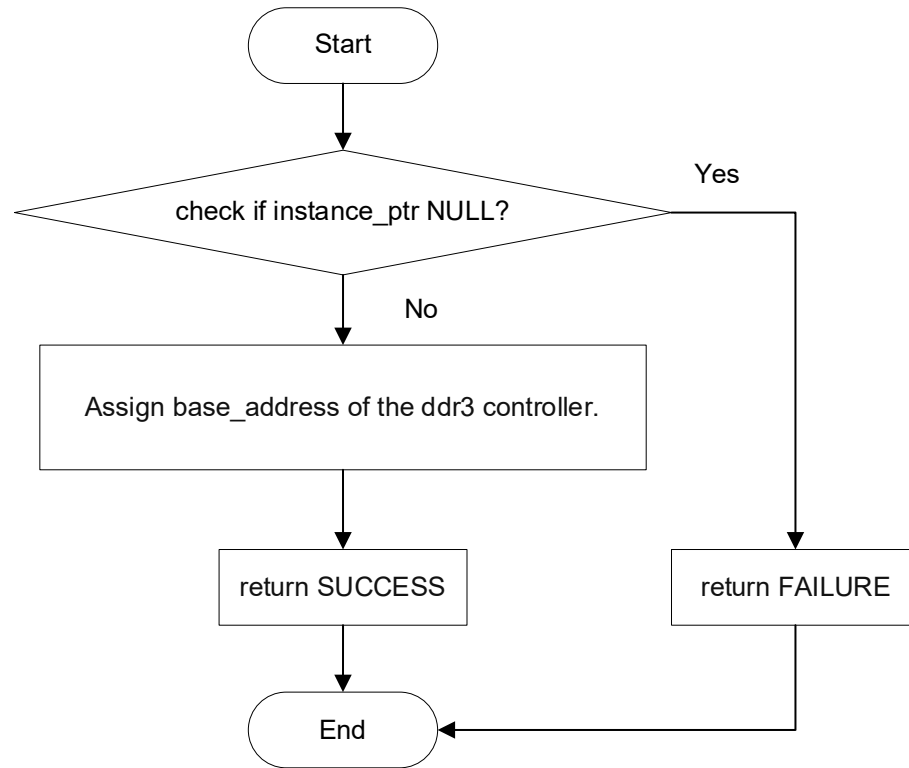 Start
Yes
check if instance_ptr NULL?
No
Assign base_address of the ddr3 controller.
return SUCCESS
return FAILURE
End